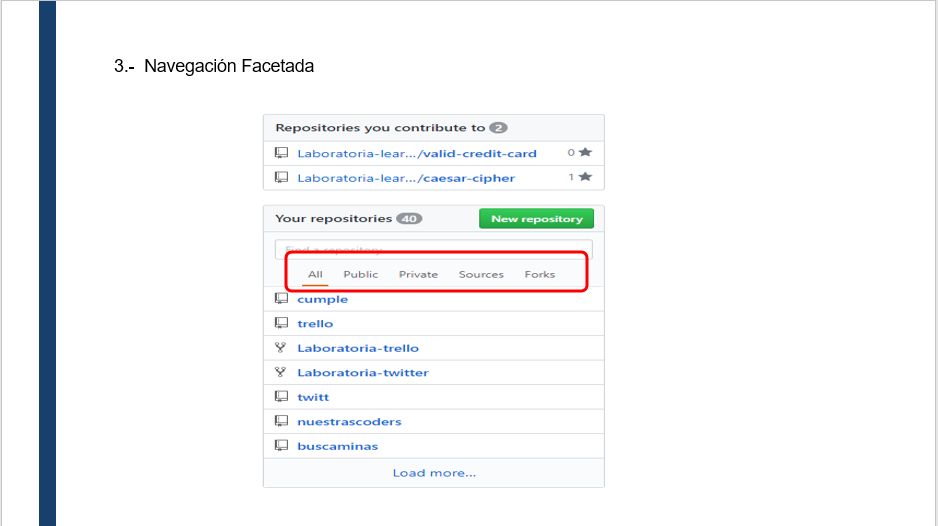 3.- Navegación Facetada
Repositories you contribute to 2
Laboratoria-lear.../valid-credit-card 0
Laboratoria-lear.../caesar-cipher 1
Your repositories 40 New repository
Find a repository...
All Public Private Sources Forks
cumple
trello
Laboratoria-trello
Laboratoria-twitter
twitt
nuestrascoders
buscaminas
Load more...